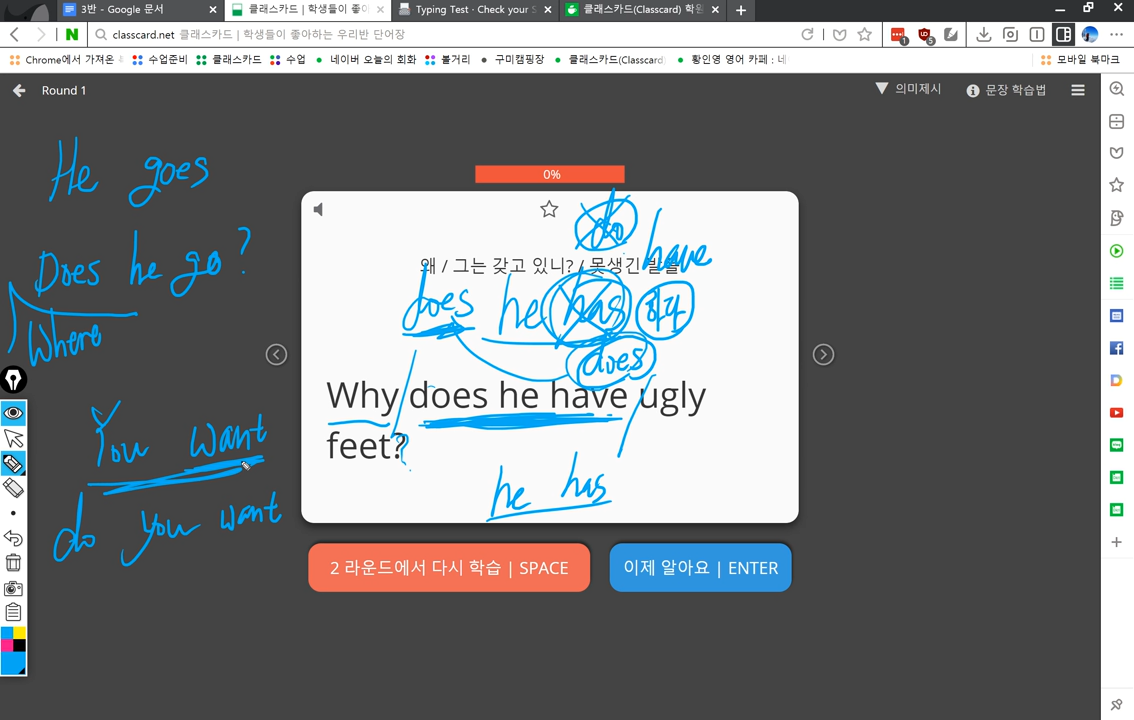 3반 - Google 문서
클래스카드 | 학생들이 좋아
Typing Test · Check your S
클래스카드(Classcard) 학원
classcard.net 클래스카드 | 학생들이 좋아하는 우리반 단어장
Chrome에서 가져온
수업준비
클래스카드
수업
네이버 오늘의 회화
볼거리
구미캠핑장
클래스카드(Classcard
황인영 영어 카페 : 네
모바일 북마크
Round 1
의미제시
문장 학습법
0%
He goes
Does he go?
Where
You want
do you want
do
have
왜 / 그는 갖고 있니? / 못생긴 발을
does he has 하다
does
Why does he have ugly
feet?
he has
2 라운드에서 다시 학습 | SPACE
이제 알아요 | ENTER